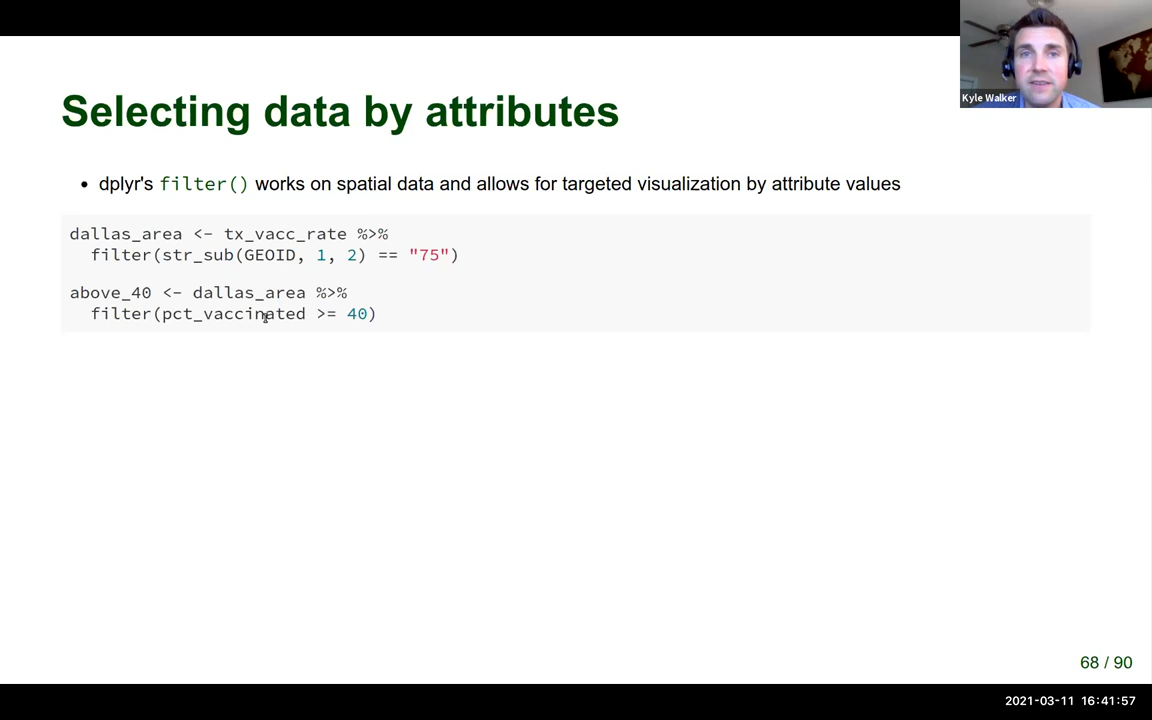 Kyle Walker
Selecting data by attributes
• dplyr's filter() works on spatial data and allows for targeted visualization by attribute values
dallas_area <- tx_vacc_rate %>%
  filter(str_sub(GEOID, 1, 2) == "75")
above_40 <- dallas_area %>%
  filter(pct_vaccinated >= 40)
68 / 90
2021-03-11 16:41:57